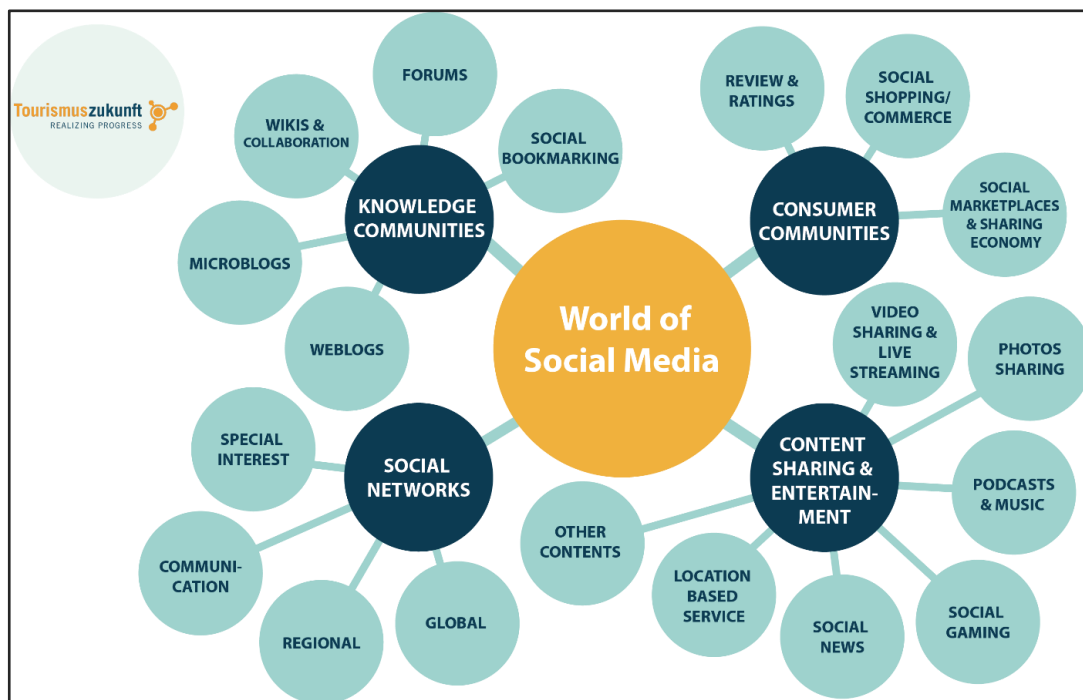 Tourismuszukunft
REALIZING PROGRESS
FORUMS
WIKIS &
COLLABORATION
SOCIAL
BOOKMARKING
KNOWLEDGE
COMMUNITIES
MICROBLOGS
WEBLOGS
REVIEW &
RATINGS
SOCIAL
SHOPPING/
COMMERCE
CONSUMER
COMMUNITIES
SOCIAL
MARKETPLACES
& SHARING
ECONOMY
World of
Social Media
VIDEO
SHARING &
LIVE
STREAMING
PHOTOS
SHARING
SPECIAL
INTEREST
SOCIAL
NETWORKS
COMMUNI-
CATION
REGIONAL
GLOBAL
CONTENT
SHARING &
ENTERTAIN-
MENT
PODCASTS
& MUSIC
OTHER
CONTENTS
LOCATION
BASED
SERVICE
SOCIAL
NEWS
SOCIAL
GAMING